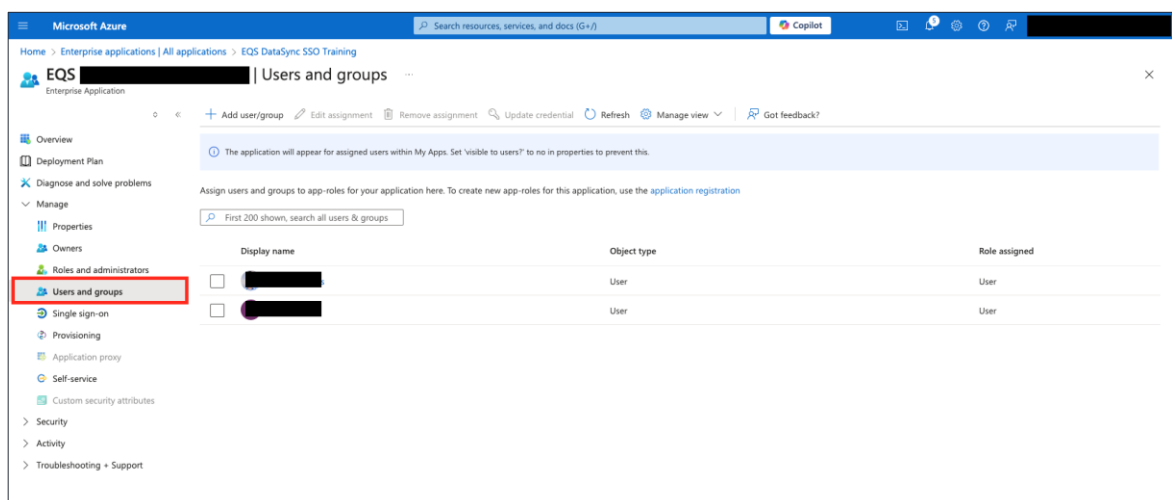 Microsoft Azure
Search resources, services, and docs (G+/)
Copilot
5
Home > Enterprise applications | All applications > EQS DataSync SSO Training
EQS | Users and groups ...
Enterprise Application
Add user/group Edit assignment Remove assignment Update credential Refresh Manage view Got feedback?
Overview
The application will appear for assigned users within My Apps. Set 'visible to users?' to no in properties to prevent this.
Deployment Plan
Diagnose and solve problems
Assign users and groups to app-roles for your application here. To create new app-roles for this application, use the application registration
Manage
First 200 shown, search all users & groups
Properties
Owners
Display name Object type Role assigned
Roles and administrators
User User
Users and groups
Single sign-on
User User
Provisioning
Application proxy
Self-service
Custom security attributes
Security
Activity
Troubleshooting + Support